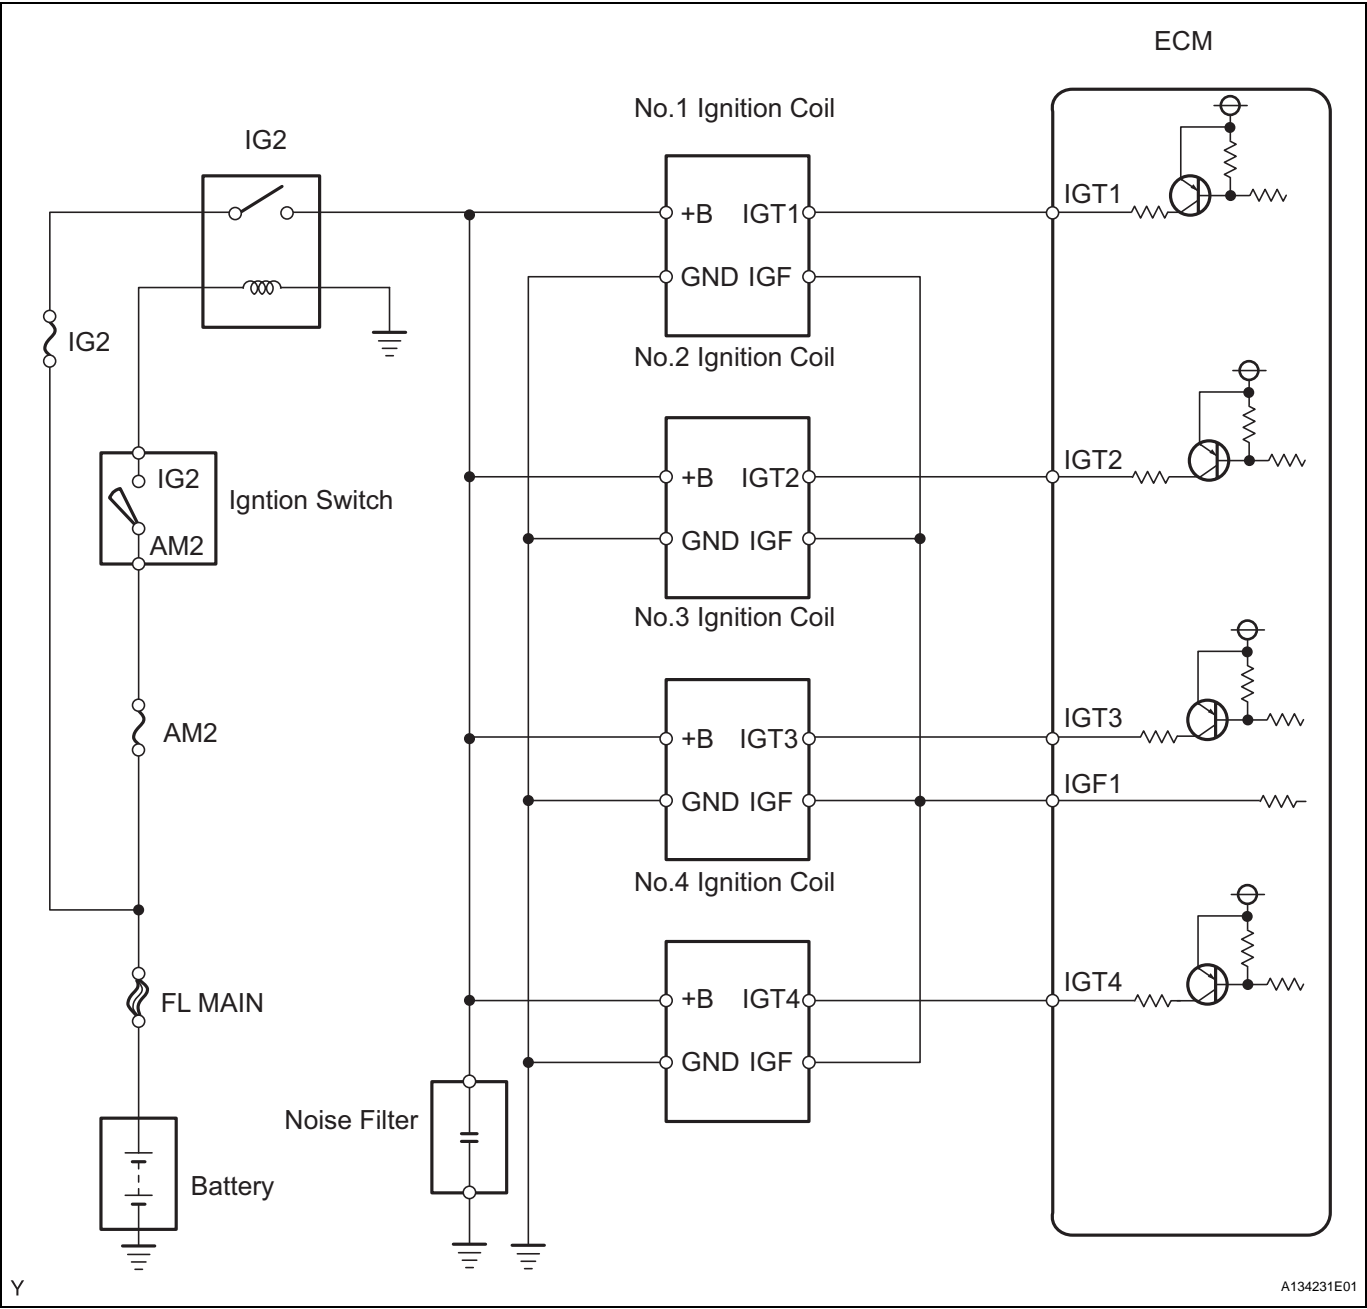 ECM
No.1 Ignition Coil
IG2
+B IGT1
IGT1
GND IGF
IG2
No.2 Ignition Coil
+B IGT2
IGT2
IG2
Igntion Switch
AM2
GND IGF
No.3 Ignition Coil
+B IGT3
IGT3
AM2
GND IGF
IGF1
No.4 Ignition Coil
+B IGT4
IGT4
FL MAIN
GND IGF
Noise Filter
Battery
Y
A134231E01